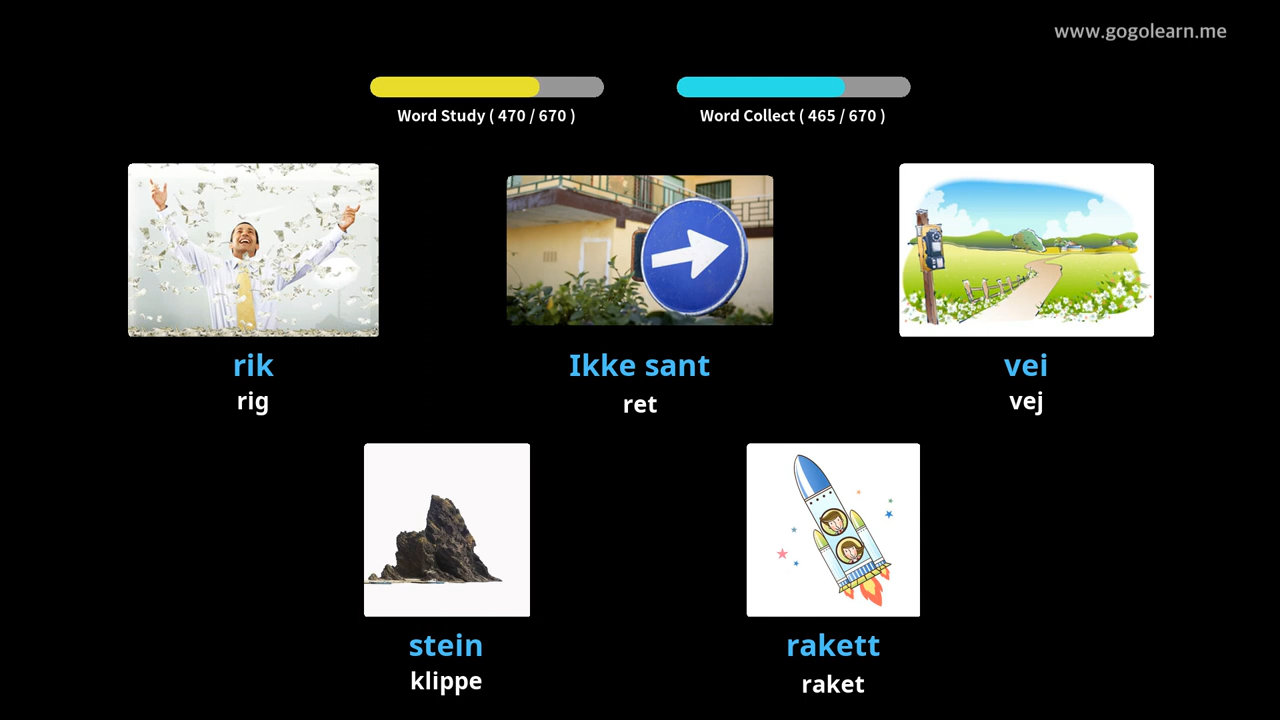 www.gogolearn.me
Word Study ( 470 / 670 )
Word Collect ( 465 / 670 )
rik
rig
Ikke sant
ret
vei
vej
stein
klippe
rakett
raket